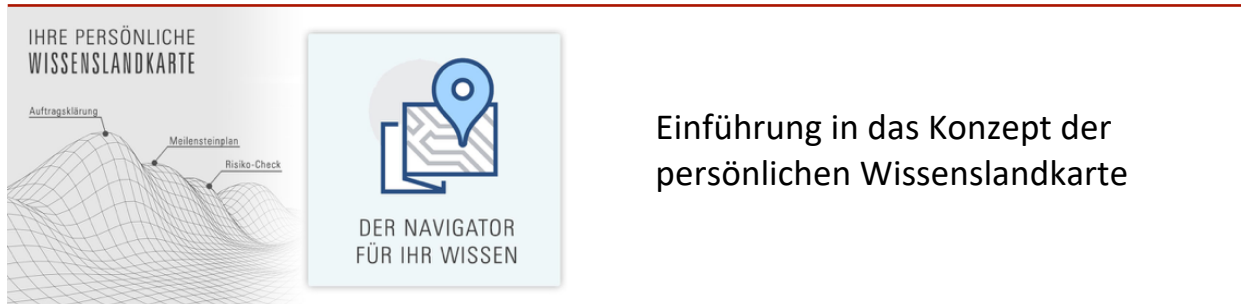 IHRE PERSÖNLICHE
WISSENSLANDKARTE
Auftragsklärung
Meilensteinplan
Risiko-Check
DER NAVIGATOR
FÜR IHR WISSEN
Einführung in das Konzept der
persönlichen Wissenslandkarte